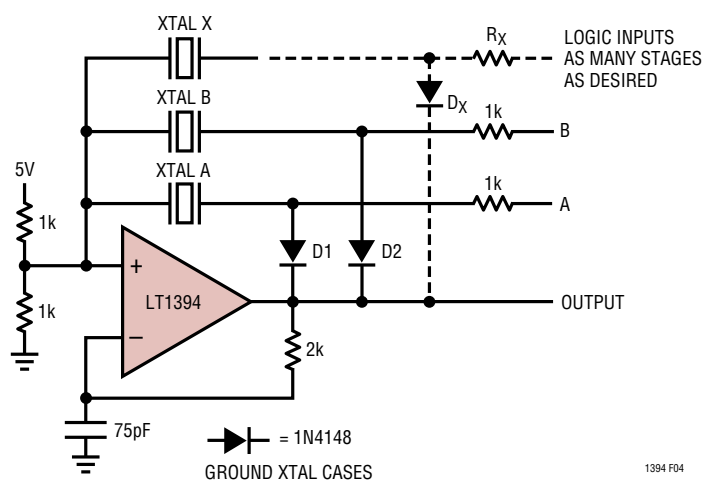 XTAL X
RX
LOGIC INPUTS
AS MANY STAGES
AS DESIRED
DX
XTAL B
1k
B
XTAL A
1k
A
5V
1k
D1
D2
+
LT1394
OUTPUT
1k
–
2k
75pF
= 1N4148
GROUND XTAL CASES
1394 F04